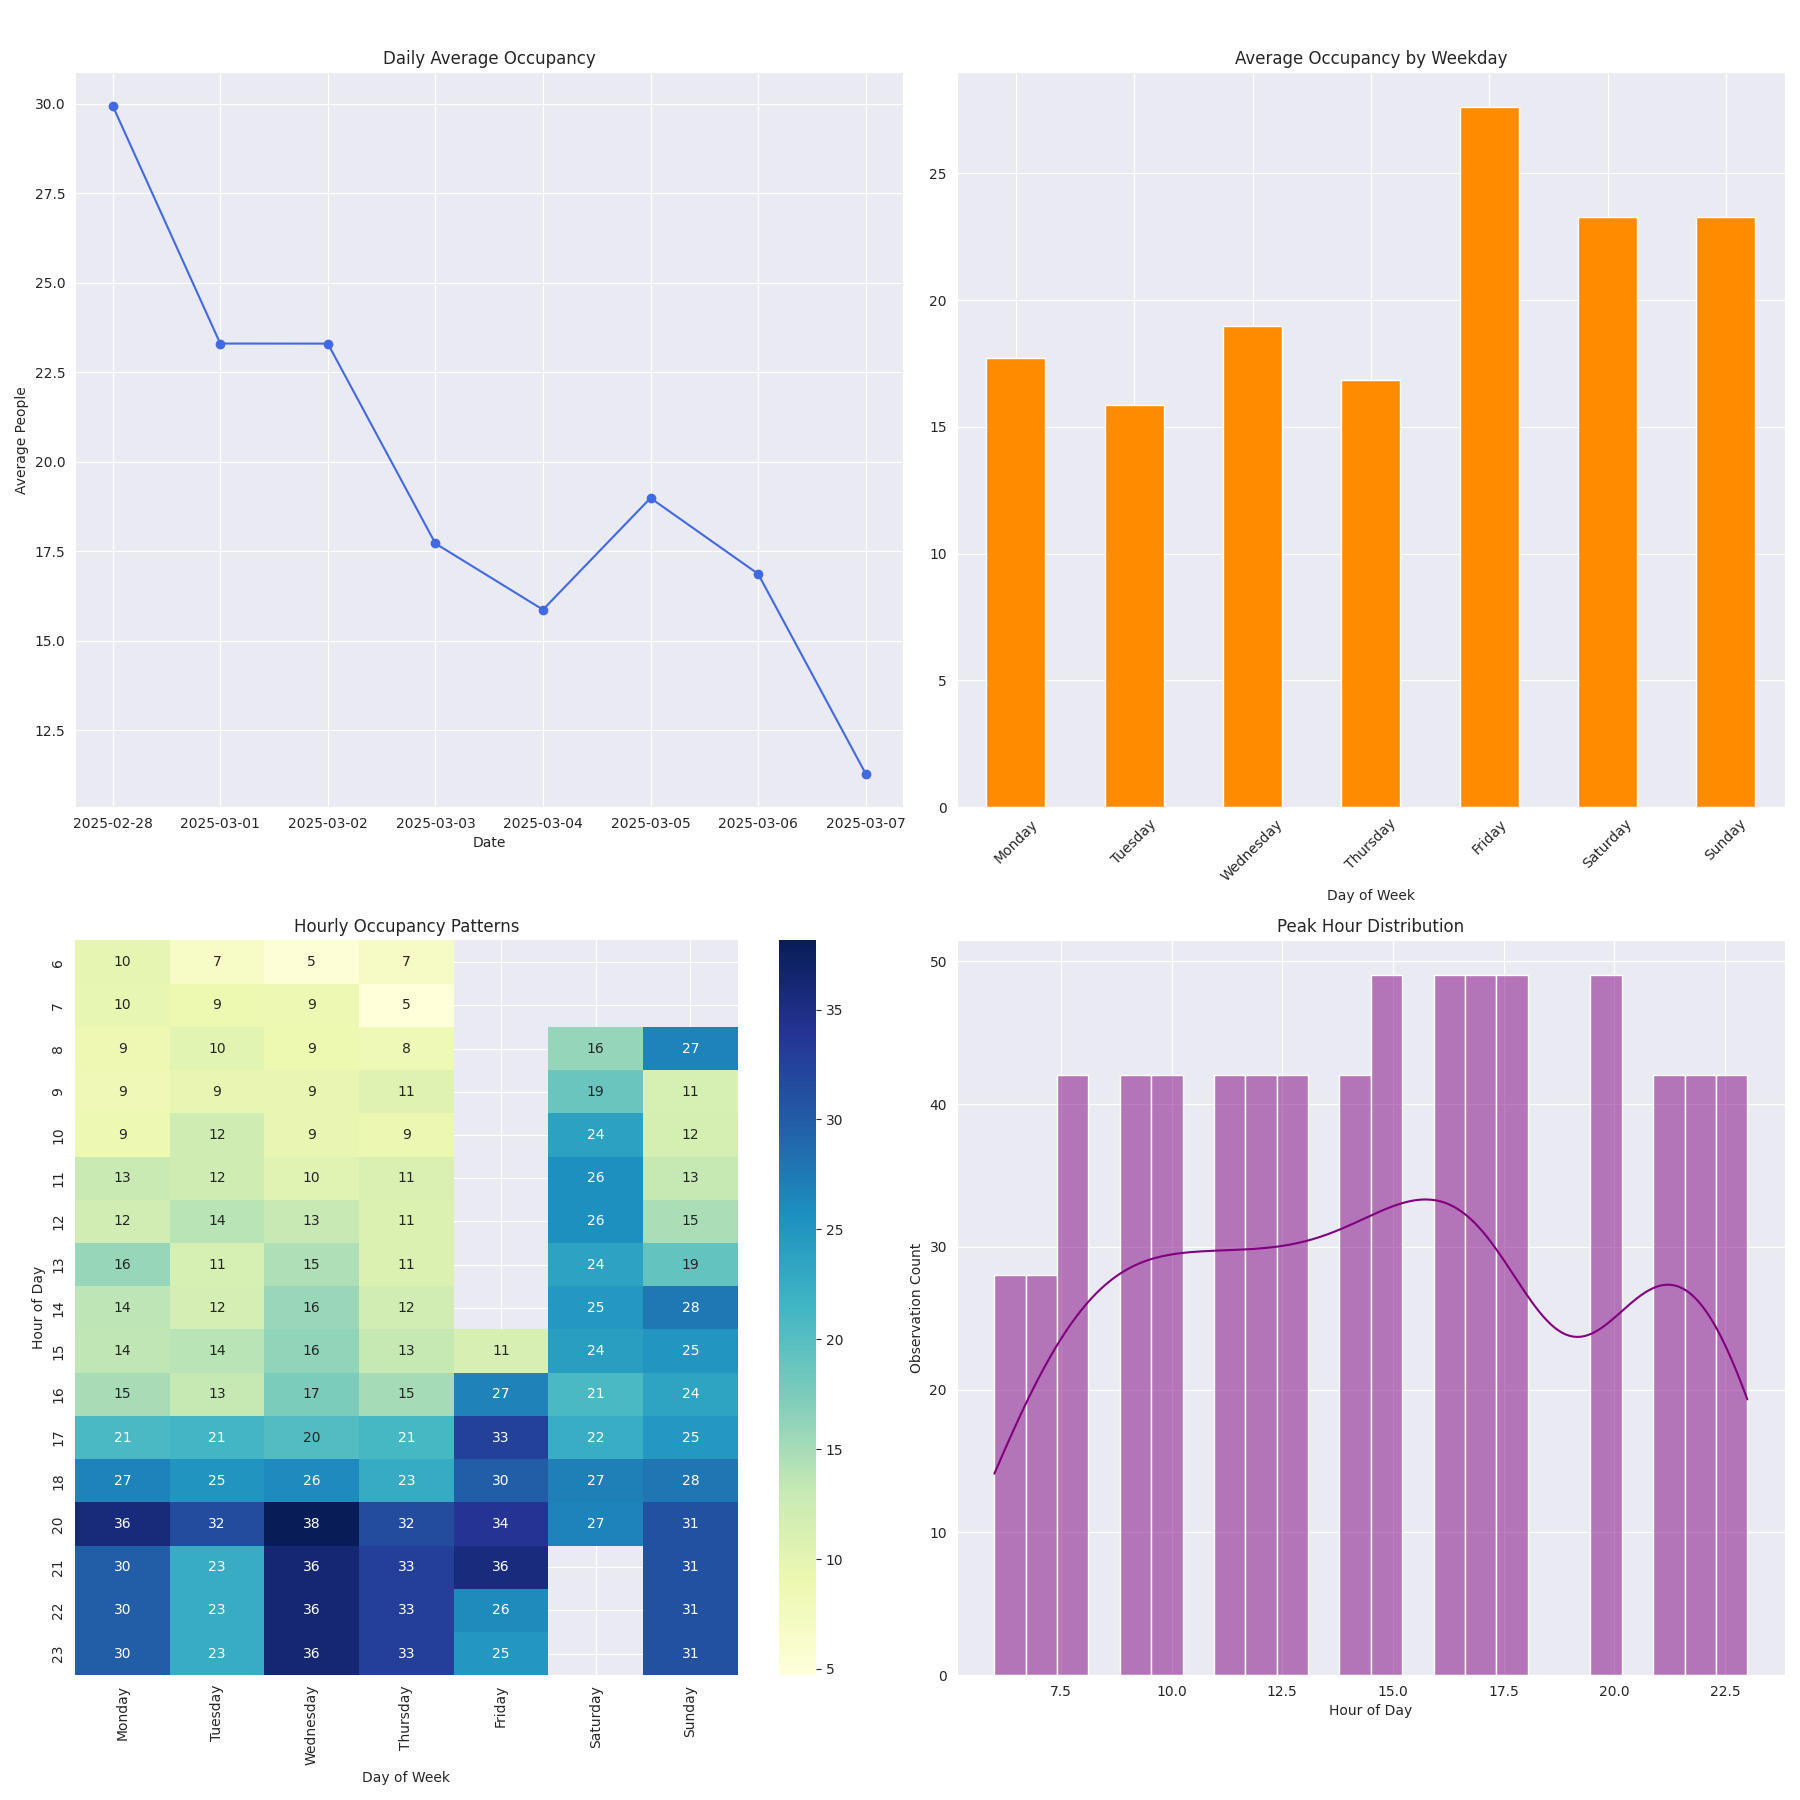 Daily Average Occupancy
30.0
27.5
25.0
22.5
20.0
17.5
15.0
12.5
Average People
2025-02-28 2025-03-01 2025-03-02 2025-03-03 2025-03-04 2025-03-05 2025-03-06 2025-03-07
Date
Average Occupancy by Weekday
25
20
15
10
5
0
Monday Tuesday Wednesday Thursday Friday Saturday Sunday
Day of Week
Hourly Occupancy Patterns
Hour of Day
6 10 7 5 7
7 10 9 9 5
8 9 10 9 8 16 27
9 9 9 9 11 19 11
10 9 12 9 9 24 12
11 13 12 10 11 26 13
12 12 14 13 11 26 15
13 16 11 15 11 24 19
14 14 12 16 12 25 28
15 14 14 16 13 11 24 25
16 15 13 17 15 27 21 24
17 21 21 20 21 33 22 25
18 27 25 26 23 30 27 28
20 36 32 38 32 34 27 31
21 30 23 36 33 36 31
22 30 23 36 33 26 31
23 30 23 36 33 25 31
Monday Tuesday Wednesday Thursday Friday Saturday Sunday
Day of Week
35
30
25
20
15
10
5
Peak Hour Distribution
50
40
30
20
10
0
Observation Count
7.5 10.0 12.5 15.0 17.5 20.0 22.5
Hour of Day